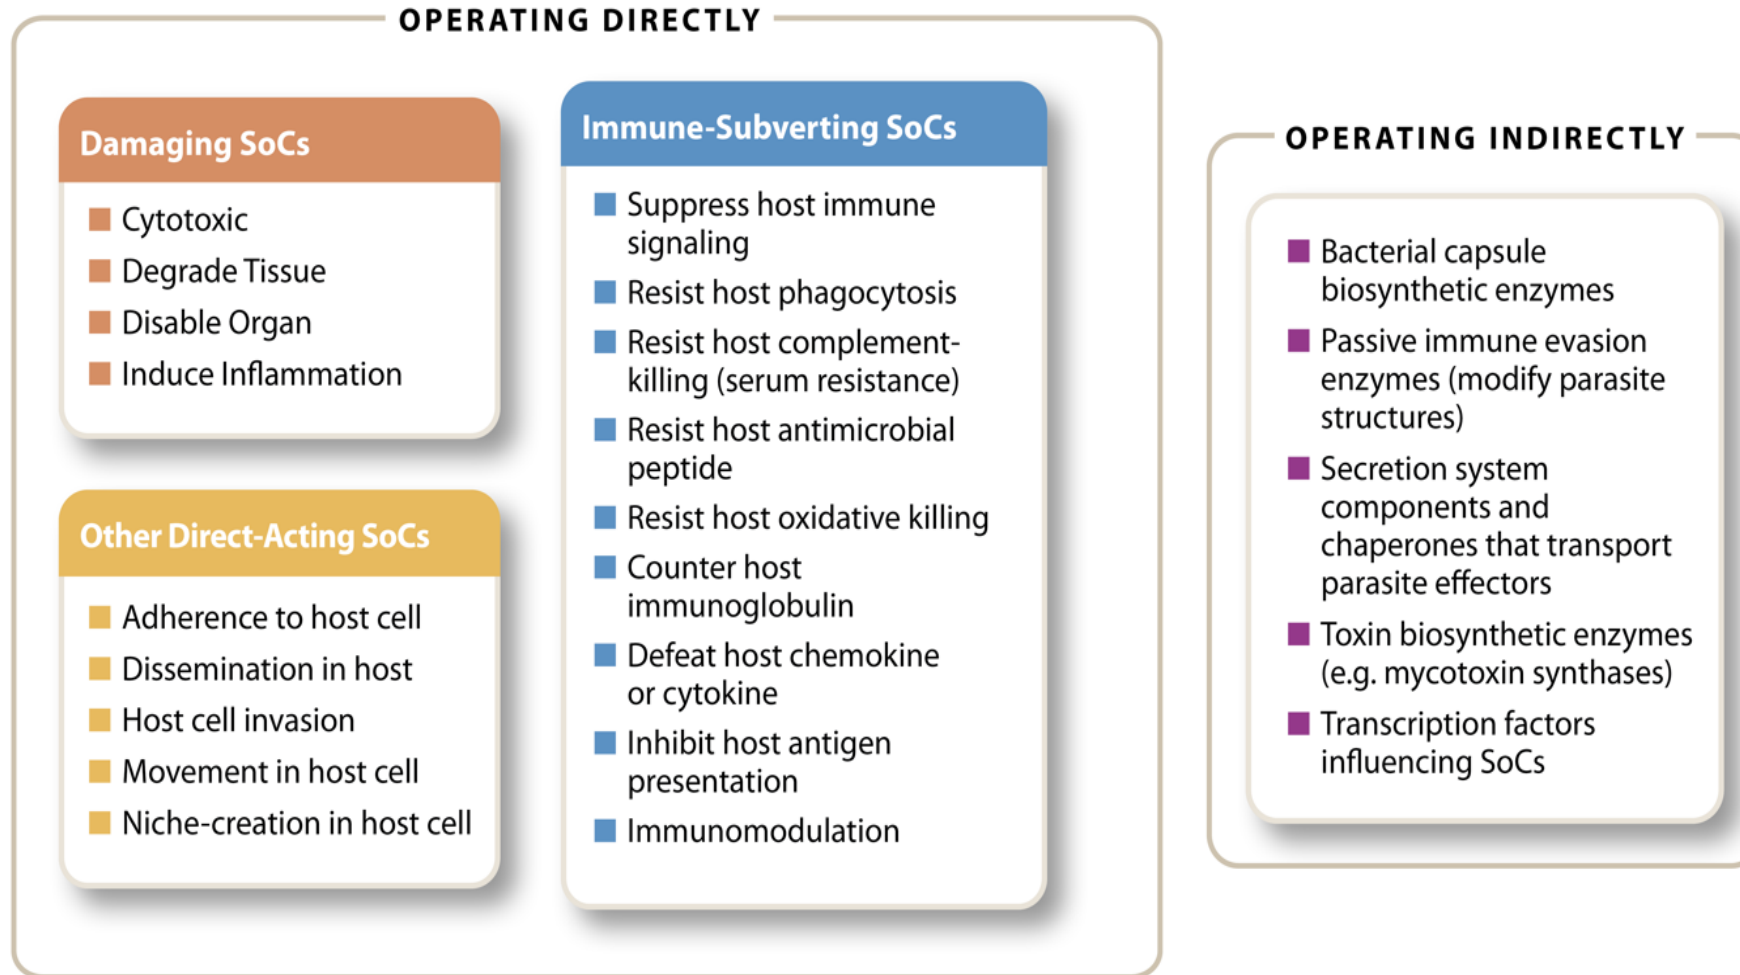 OPERATING DIRECTLY
Damaging SoCs
Cytotoxic
Degrade Tissue
Disable Organ
Induce Inflammation
Other Direct-Acting SoCs
Adherence to host cell
Dissemination in host
Host cell invasion
Movement in host cell
Niche-creation in host cell
Immune-Subverting SoCs
Suppress host immune
signaling
Resist host phagocytosis
Resist host complement-
killing (serum resistance)
Resist host antimicrobial
peptide
Resist host oxidative killing
Counter host
immunoglobulin
Defeat host chemokine
or cytokine
Inhibit host antigen
presentation
Immunomodulation
OPERATING INDIRECTLY
Bacterial capsule
biosynthetic enzymes
Passive immune evasion
enzymes (modify parasite
structures)
Secretion system
components and
chaperones that transport
parasite effectors
Toxin biosynthetic enzymes
(e.g. mycotoxin synthases)
Transcription factors
influencing SoCs